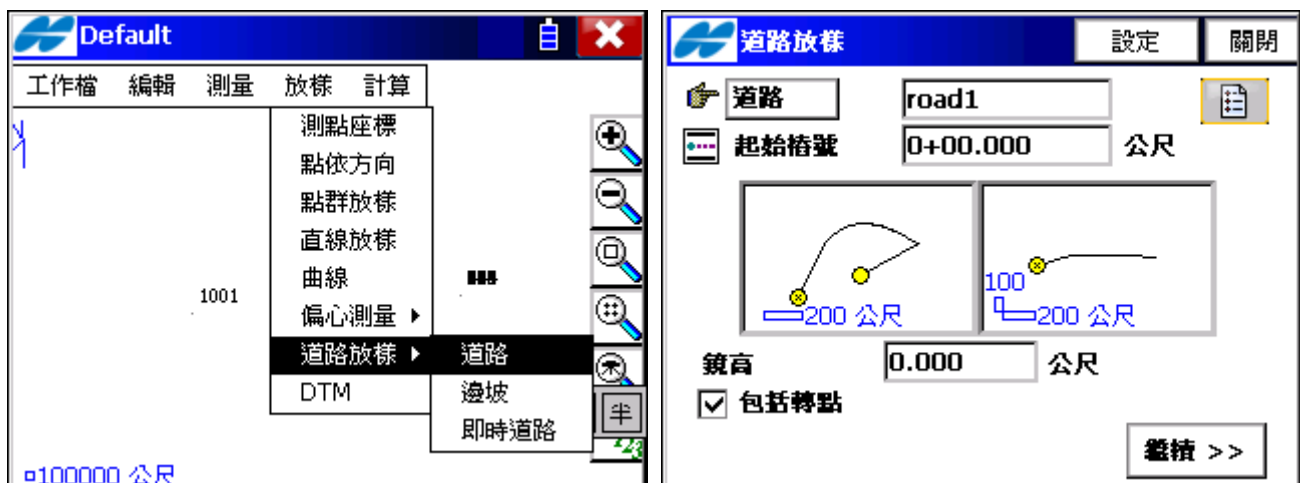 Default
工作檔 編輯 測量 放樣 計算
測點座標
點依方向
點群放樣
直線放樣
曲線
偏心測量
道路放樣
DTM
道路
邊坡
即時道路
1001
半
100000 公尺
道路放樣 設定 關閉
道路 road1
起始樁號 0+00.000 公尺
200 公尺
100
200 公尺
鏡高 0.000 公尺
包括轉點
繼續 >>